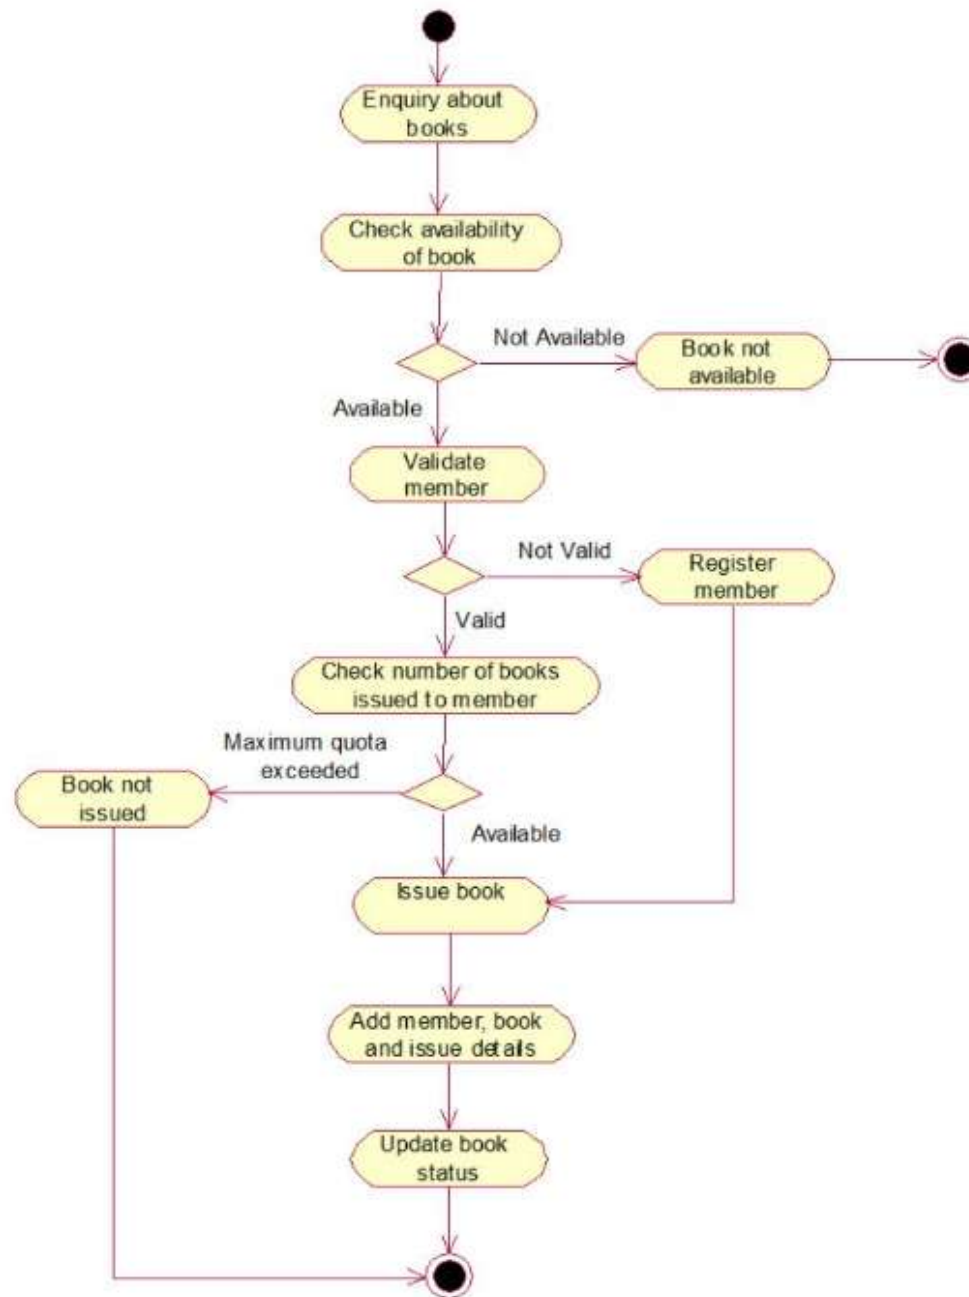 Enquiry about
books
Check availability
of book
Not Available
Book not
available
Available
Validate
member
Not Valid
Register
member
Valid
Check number of books
issued to member
Maximum quota
exceeded
Book not
issued
Available
Issue book
Add member, book
and issue details
Update book
status